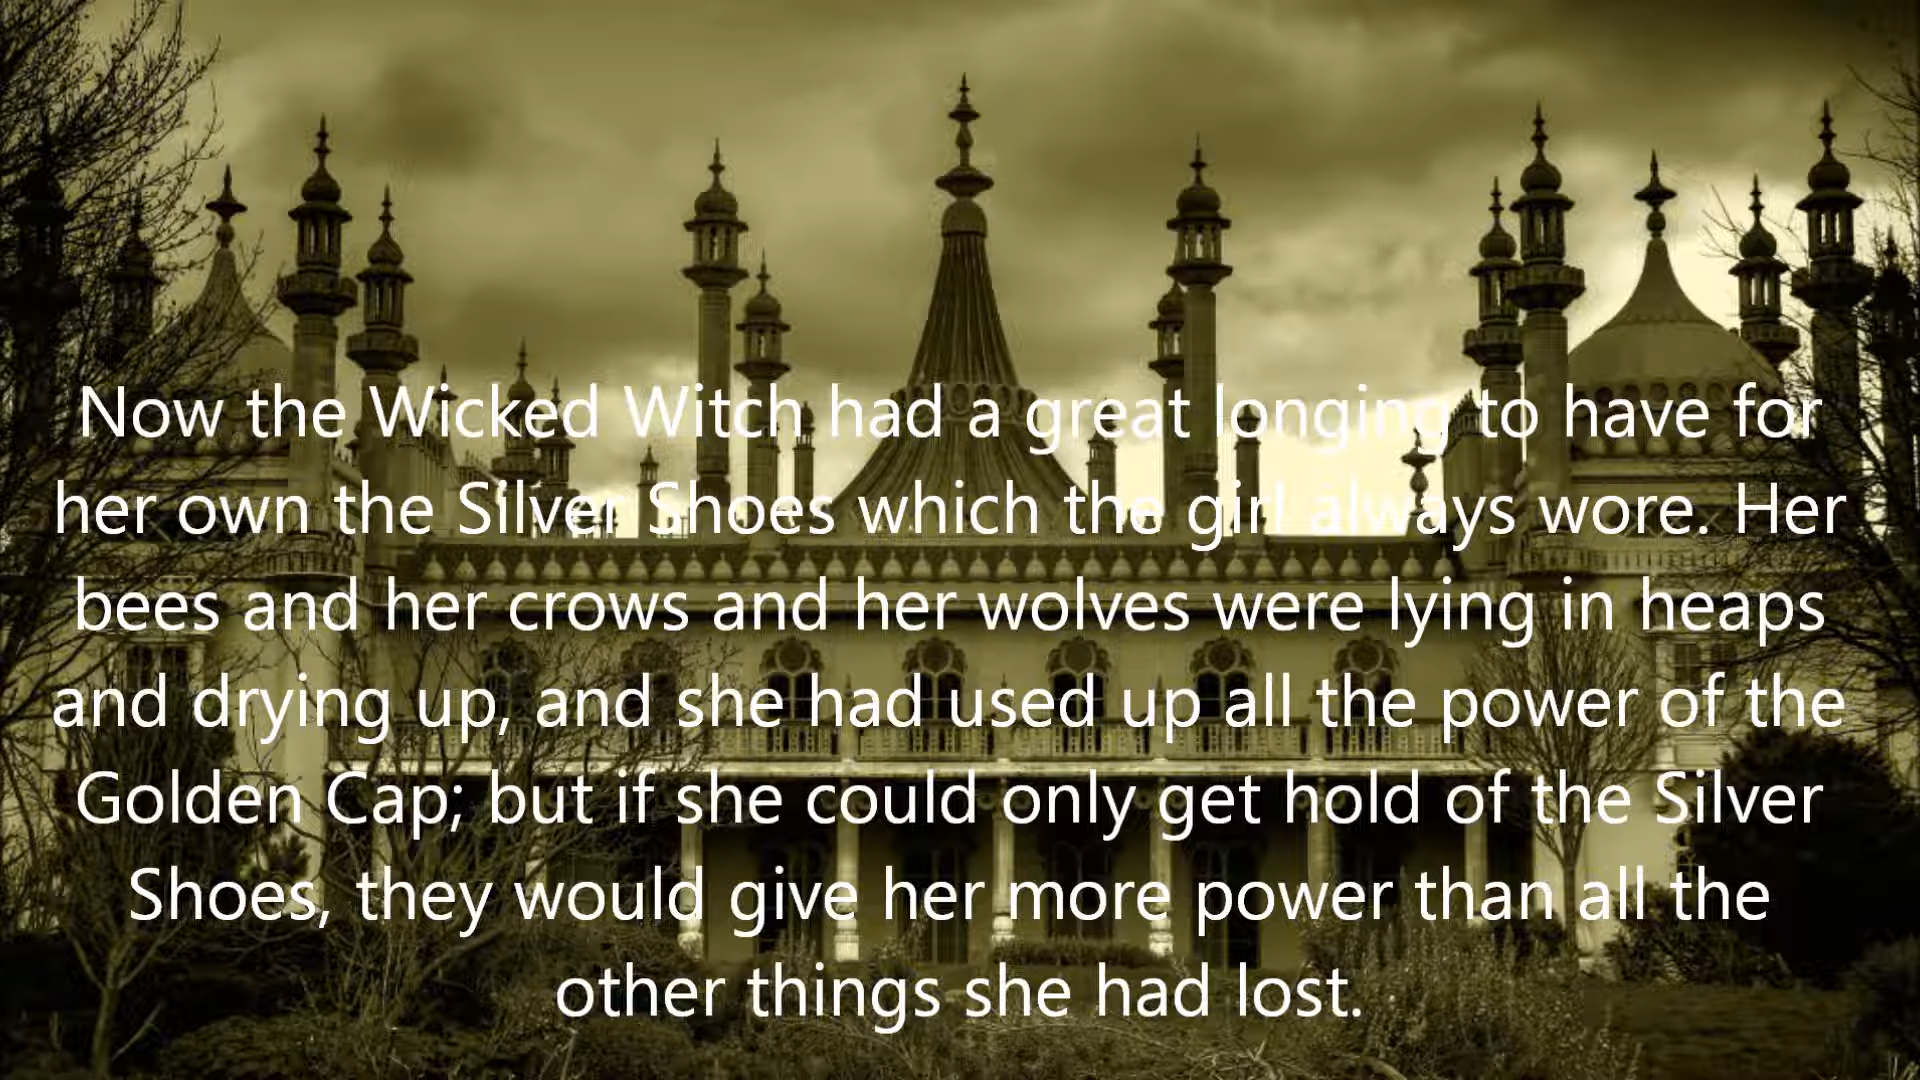 Now the Wicked Witch had a great longing to have for
her own the Silver Shoes which the girl always wore. Her
bees and her crows and her wolves were lying in heaps
and drying up, and she had used up all the power of the
Golden Cap; but if she could only get hold of the Silver
Shoes, they would give her more power than all the
other things she had lost.